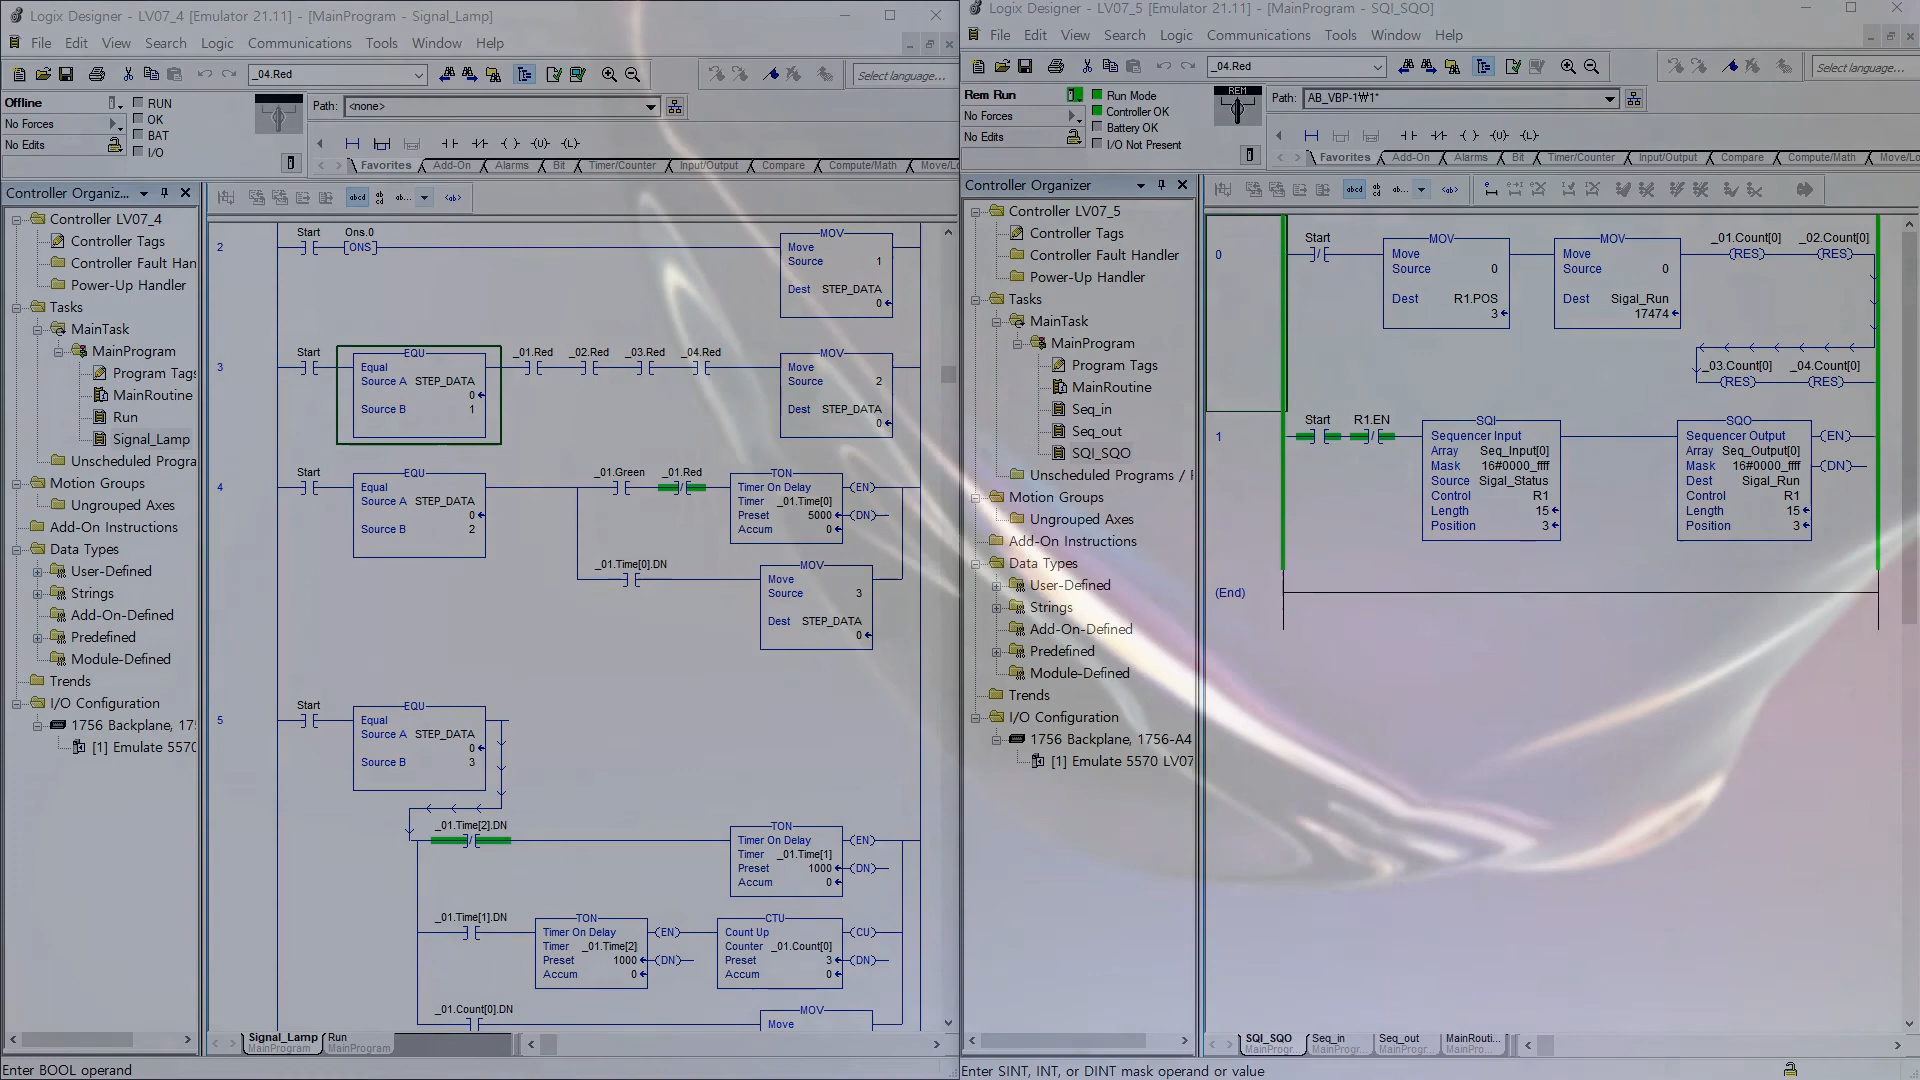 Logix Designer - LV07_4 [Emulator 21.11] - [MainProgram - Signal_Lamp]
File Edit View Search Logic Communications Tools Window Help
_04.Red
Select language...
Offline
No Forces
No Edits
RUN
OK
BAT
I/O
Path: <none>
Favorites Add-On Alarms Bit Timer/Counter Input/Output Compare Compute/Math Move/Lo
Controller Organiz...
Controller LV07_4
Controller Tags
Controller Fault Han
Power-Up Handler
Tasks
MainTask
MainProgram
Program Tags
MainRoutine
Run
Signal_Lamp
Unscheduled Progra
Motion Groups
Ungrouped Axes
Add-On Instructions
Data Types
User-Defined
Strings
Add-On-Defined
Predefined
Module-Defined
Trends
I/O Configuration
1756 Backplane, 175
[1] Emulate 5570
2
Start
Ons.0
[ONS]
MOV
Move
Source 1
Dest STEP_DATA
0
3
Start
EQU
Equal
Source A STEP_DATA
0
Source B 1
_01.Red _02.Red _03.Red _04.Red
MOV
Move
Source 2
Dest STEP_DATA
0
4
Start
EQU
Equal
Source A STEP_DATA
0
Source B 2
_01.Green _01.Red
TON
Timer On Delay
Timer _01.Time[0]
Preset 5000
Accum 0
(EN)
(DN)
_01.Time[0].DN
MOV
Move
Source 3
Dest STEP_DATA
0
5
Start
EQU
Equal
Source A STEP_DATA
0
Source B 3
_01.Time[2].DN
TON
Timer On Delay
Timer _01.Time[1]
Preset 1000
Accum 0
(EN)
(DN)
_01.Time[1].DN
TON
Timer On Delay
Timer _01.Time[2]
Preset 1000
Accum 0
(EN)
(DN)
CTU
Count Up
Counter _01.Count[0]
Preset 3
Accum 0
(CU)
(DN)
_01.Count[0].DN
MOV
Move
Signal_Lamp Run
MainProgram MainProgram
Enter BOOL operand
Logix Designer - LV07_5 [Emulator 21.11] - [MainProgram - SQI_SQO]
File Edit View Search Logic Communications Tools Window Help
_04.Red
Select language...
Rem Run
No Forces
No Edits
Run Mode
Controller OK
Battery OK
I/O Not Present
REM
Path: AB_VBP-1₩1*
Favorites Add-On Alarms Bit Timer/Counter Input/Output Compare Compute/Math Move/Lo
Controller Organizer
Controller LV07_5
Controller Tags
Controller Fault Handler
Power-Up Handler
Tasks
MainTask
MainProgram
Program Tags
MainRoutine
Seq_in
Seq_out
SQI_SQO
Unscheduled Programs / P
Motion Groups
Ungrouped Axes
Add-On Instructions
Data Types
User-Defined
Strings
Add-On-Defined
Predefined
Module-Defined
Trends
I/O Configuration
1756 Backplane, 1756-A4
[1] Emulate 5570 LV07
0
Start
MOV
Move
Source 0
Dest R1.POS
3
MOV
Move
Source 0
Dest Sigal_Run
17474
_01.Count[0] _02.Count[0]
(RES) (RES)
_03.Count[0] _04.Count[0]
(RES) (RES)
1
Start R1.EN
SQI
Sequencer Input
Array Seq_Input[0]
Mask 16#0000_ffff
Source Sigal_Status
Control R1
Length 15
Position 3
SQO
Sequencer Output
Array Seq_Output[0]
Mask 16#0000_ffff
Dest Sigal_Run
Control R1
Length 15
Position 3
(EN)
(DN)
(End)
SQI_SQO Seq_in Seq_out MainRouti...
MainProgr... MainProgr... MainProgr... MainPro...
Enter SINT, INT, or DINT mask operand or value